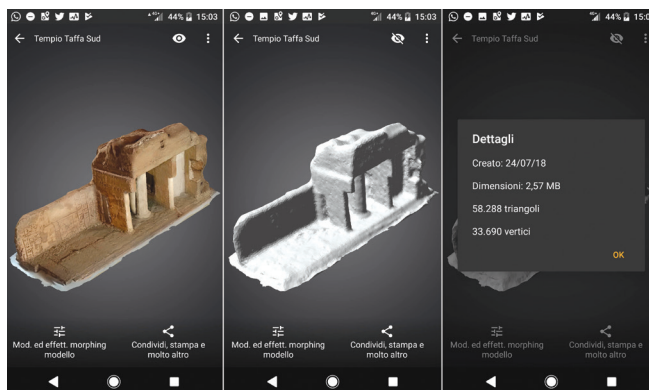 44% 15:03
Tempio Taffa Sud
Mod. ed effett. morphing
modello
Condividi, stampa e
molto altro
44% 15:03
Tempio Taffa Sud
Mod. ed effett. morphing
modello
Condividi, stampa e
molto altro
44% 15:0
Tempio Taffa Sud
Dettagli
Creato: 24/07/18
Dimensioni: 2,57 MB
58.288 triangoli
33.690 vertici
OK
Mod. ed effett. morphing
modello
Condividi, stampa e
molto altro